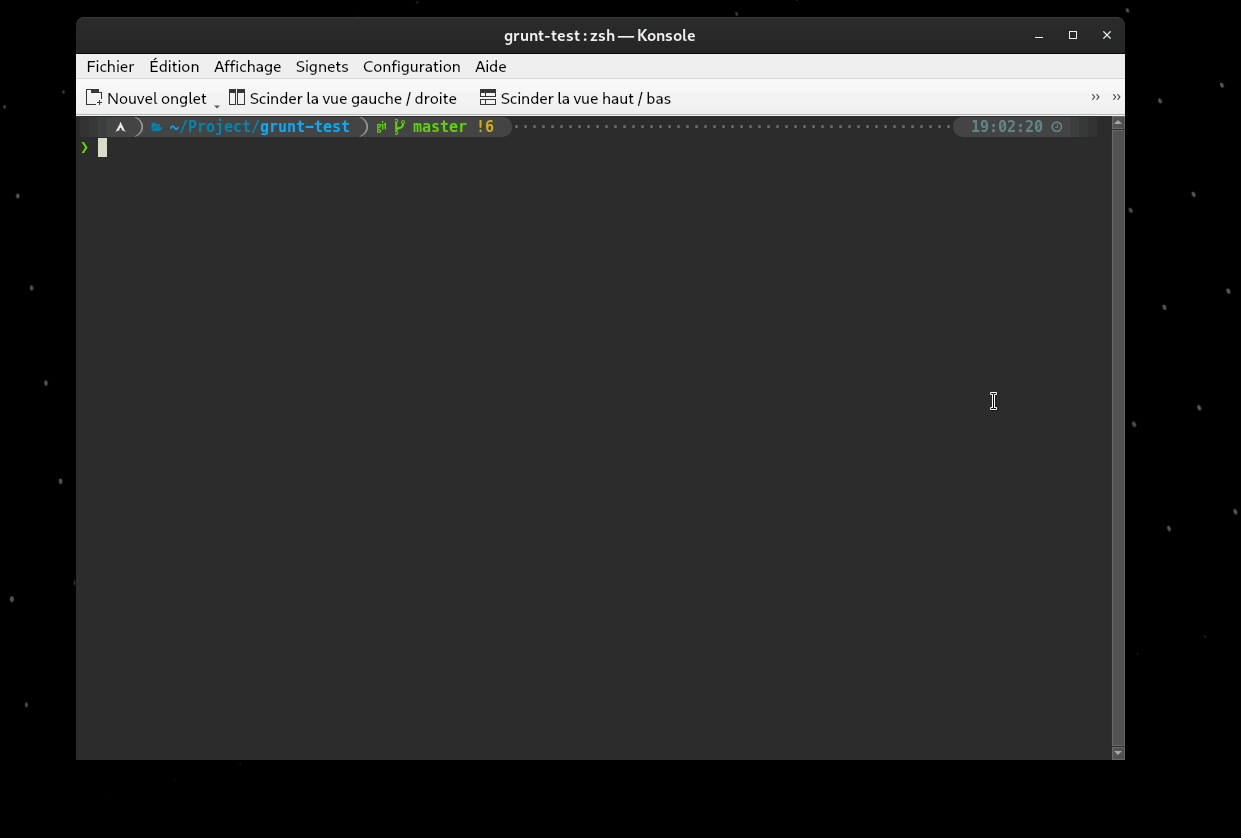 grunt-test : zsh — Konsole
Fichier Édition Affichage Signets Configuration Aide
Nouvel onglet Scinder la vue gauche / droite Scinder la vue haut / bas ›› ››
~/Project/grunt-test ) git master !6 19:02:20
❯